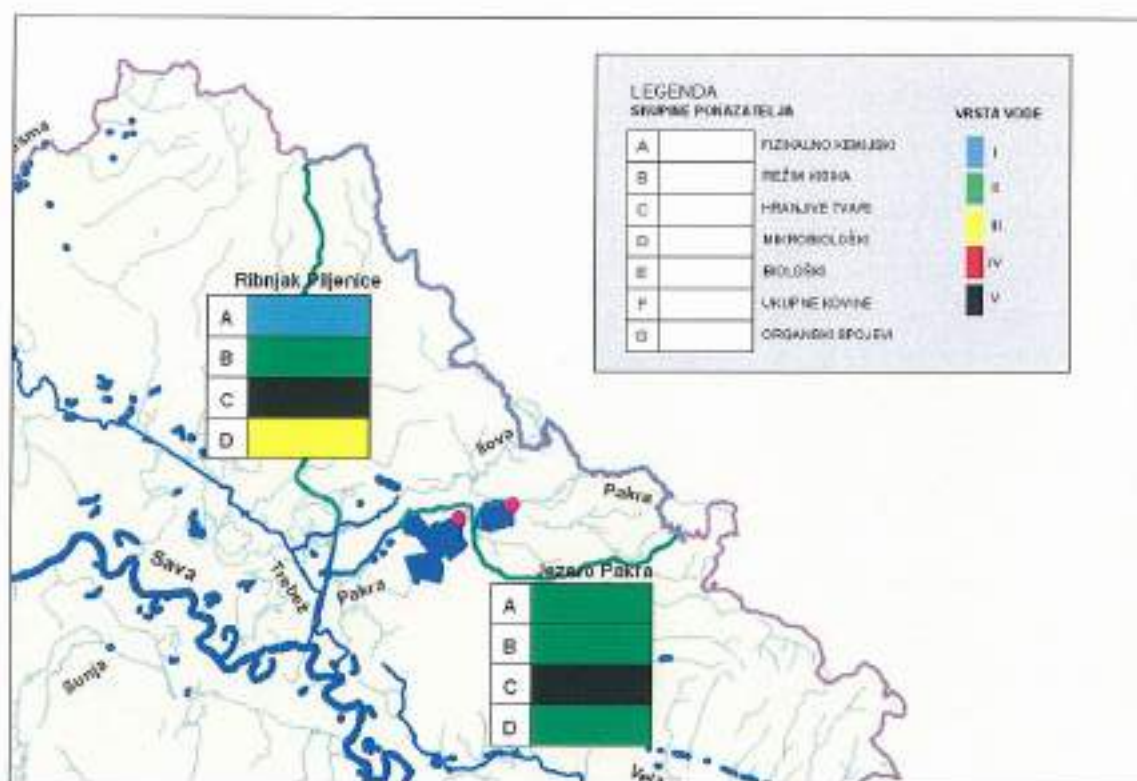 LEGENDA
SKUPINE POKAZATELJA
VRSTA VODE
A FIZIKALNO KEMIJSKI
B REŽIM KISIKA
C HRANJIVE TVARI
D MIKROBIOLOŠKI
E BIOLOŠKI
F UKUPNE KOVINE
G ORGANSKI SPOJEVI
I
II
III
IV
V
Ribnjak Piljenice
A
B
C
D
Ilova
Pakra
Sava
Trebež
Pakra
Sunja
Jezero Pakra
A
B
C
D